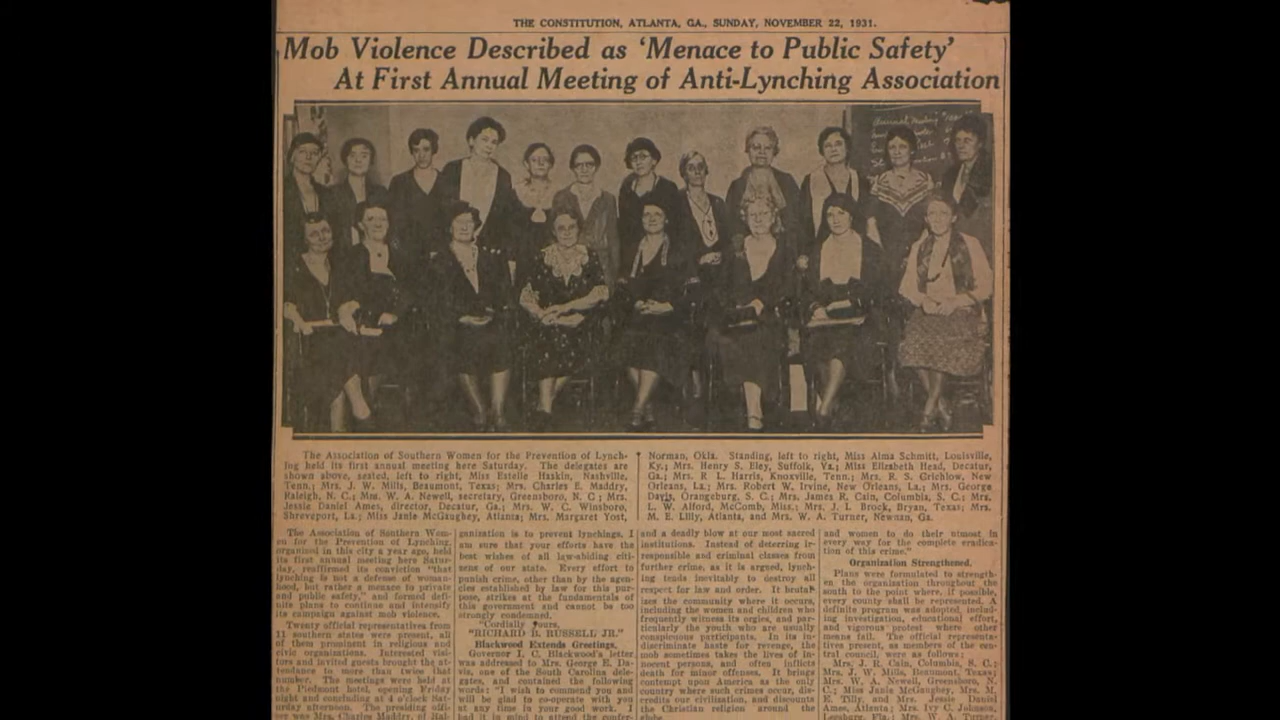 THE CONSTITUTION, ATLANTA, GA., SUNDAY, NOVEMBER 22, 1931.
Mob Violence Described as 'Menace to Public Safety'
At First Annual Meeting of Anti-Lynching Association
Annual Meeting
The Association of Southern Women for the Prevention of Lynch-
ing held its first annual meeting here Saturday. The delegates are
shown above, seated, left to right, Miss Estelle Haskin, Nashville,
Tenn.; Mrs. J. W. Mills, Beaumont, Texas; Mrs. Charles E. Maddry,
Raleigh, N. C.; Mrs. W. A. Newell, secretary, Greensboro, N. C.; Mrs.
Jessie Daniel Ames, director, Decatur, Ga.; Mrs. W. C. Winsboro,
Shreveport, La.; Miss Janie McGaughey, Atlanta; Mrs. Margaret Yost,
Norman, Okla. Standing, left to right, Miss Alma Schmitt, Louisville,
Ky.; Mrs. Henry S. Eley, Suffolk, Va.; Miss Elizabeth Head, Decatur,
Ga.; Mrs. R. L. Harris, Knoxville, Tenn.; Mrs. R. S. Grichlow, New
Orleans, La.; Mrs. Robert W. Irvine, New Orleans, La.; Mrs. George
Davis, Orangeburg, S. C.; Mrs. James R. Cain, Columbia, S. C.; Mrs.
L. W. Alford, McComb, Miss.; Mrs. J. L. Brock, Bryan, Texas; Mrs.
M. E. Lilly, Atlanta, and Mrs. W. A. Turner, Newnan, Ga.
The Association of Southern Wom-
en for the Prevention of Lynching,
organized in this city a year ago, held
its first annual meeting here Satur-
day, reaffirmed its conviction "that
lynching is not a defense of woman-
hood, but rather a menace to private
and public safety," and formed defi-
nite plans to continue and intensify
its campaign against mob violence.
Twenty official representatives from
11 southern states were present, all
of them prominent in religious and
civic organizations. Interested visi-
tors and invited guests brought the at-
tendance to more than twice that
number. The meetings were held at
the Piedmont hotel, opening Friday
night and concluding at 4 o'clock Sat-
urday afternoon. The presiding offi-
cer was Mrs. Charles Maddry, of Ral-
ganization is to prevent lynchings. I
am sure that your efforts have the
best wishes of all law-abiding citi-
zens of our state. Every effort to
punish crime, other than by the agen-
cies established by law for this pur-
pose, strikes at the fundamentals of
this government and cannot be too
strongly condemned.
"Cordially yours,
"RICHARD B. RUSSELL JR."
Blackwood Extends Greetings.
Governor I. C. Blackwood's letter
was addressed to Mrs. George E. Da-
vis, one of the South Carolina dele-
gates, and contained the following
words: "I wish to commend you and
will be glad to co-operate with you
at any time in your good work. I
had it in mind to attend the confer-
and a deadly blow at our most sacred
institutions. Instead of deterring ir-
responsible and criminal classes from
further crime, as it is argued, lynch-
ing tends inevitably to destroy all
respect for law and order. It brutal-
izes the community where it occurs,
including the women and children who
frequently witness its orgies, and par-
ticularly the youth who are usually
conspicuous participants. In its in-
discriminate haste for revenge, the
mob sometimes takes the lives of in-
nocent persons, and often inflicts
death for minor offenses. It brings
contempt upon America as the only
country where such crimes occur, dis-
credits our civilization, and discounts
the Christian religion around the
globe.
and women to do their utmost in
every way for the complete eradica-
tion of this crime."
Organization Strengthened.
Plans were formulated to strength-
en the organization throughout the
south to the point where, if possible,
every county shall be represented. A
definite program was adopted, includ-
ing investigation, educational effort,
and vigorous protest where other
means fail. The official representa-
tives present, as members of the cen-
tral council, were as follows:
Mrs. J. R. Cain, Columbia, S. C.;
Mrs. J. W. Mills, Beaumont, Texas;
Mrs. W. A. Newell, Greensboro, N.
C.; Miss Janie McGaughey, Mrs. M.
E. Tilly, and Mrs. Jessie Daniel
Ames, Atlanta; Mrs. Ivy C. Johnson,
Leesburg, Fla.; Mrs. W. A. Turner,